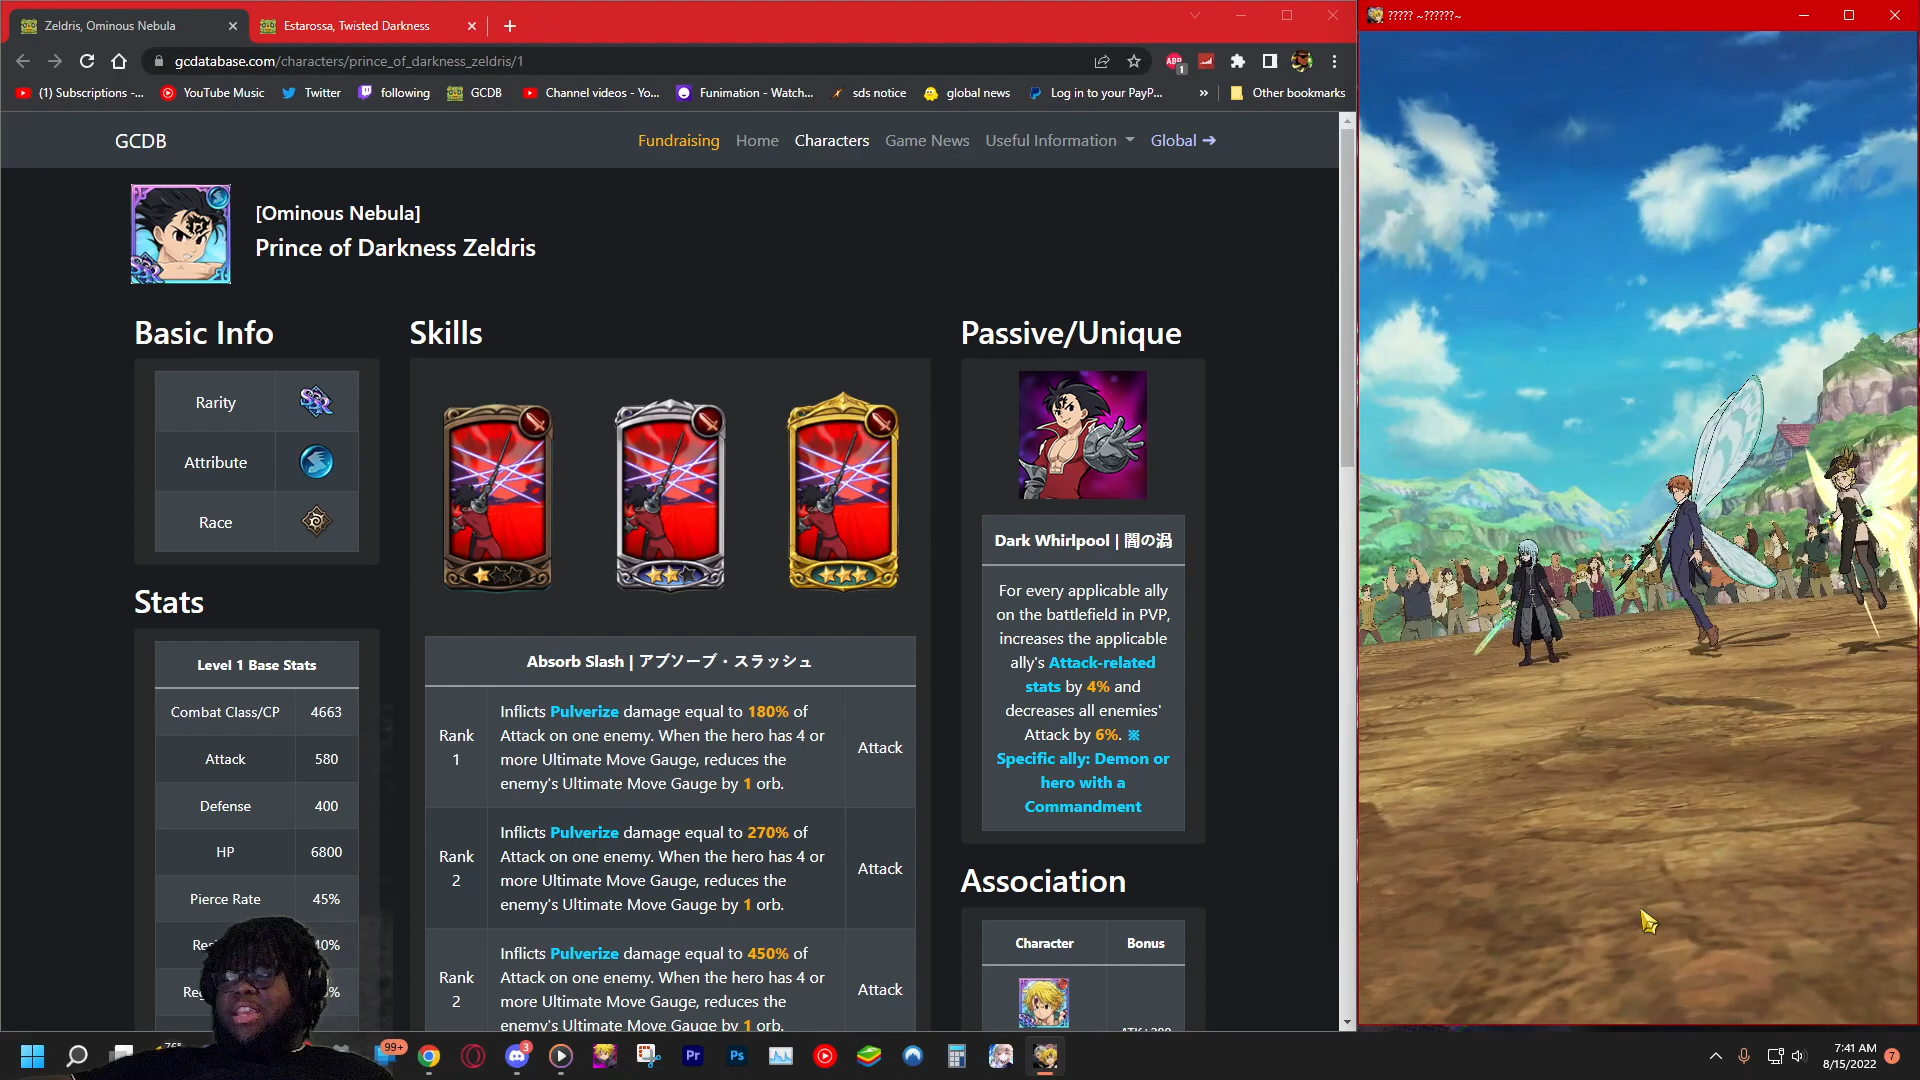 Zeldris, Ominous Nebula
Estarossa, Twisted Darkness
????? ~??????~
gcdatabase.com/characters/prince_of_darkness_zeldris/1
ABP
1
(1) Subscriptions -...
YouTube Music
Twitter
following
GCDB
Channel videos - Yo...
Funimation - Watch...
sds notice
global news
Log in to your PayP...
»
Other bookmarks
GCDB
Fundraising
Home
Characters
Game News
Useful Information
Global ➔
[Ominous Nebula]
Prince of Darkness Zeldris
Basic Info
Rarity
SSR
Attribute
Race
Stats
Level 1 Base Stats
Combat Class/CP 4663
Attack 580
Defense 400
HP 6800
Pierce Rate 45%
40%
Skills
Absorb Slash | アブソーブ・スラッシュ
Rank 1
Inflicts Pulverize damage equal to 180% of
Attack on one enemy. When the hero has 4 or
more Ultimate Move Gauge, reduces the
enemy's Ultimate Move Gauge by 1 orb.
Attack
Rank 2
Inflicts Pulverize damage equal to 270% of
Attack on one enemy. When the hero has 4 or
more Ultimate Move Gauge, reduces the
enemy's Ultimate Move Gauge by 1 orb.
Attack
Rank 2
Inflicts Pulverize damage equal to 450% of
Attack on one enemy. When the hero has 4 or
more Ultimate Move Gauge, reduces the
enemy's Ultimate Move Gauge by 1 orb.
Attack
Passive/Unique
Dark Whirlpool | 闇の渦
For every applicable ally
on the battlefield in PVP,
increases the applicable
ally's Attack-related
stats by 4% and
decreases all enemies'
Attack by 6%. ※
Specific ally: Demon or
hero with a
Commandment
Association
Character Bonus
76°
99+
3
Pr
Ps
7:41 AM
8/15/2022
7